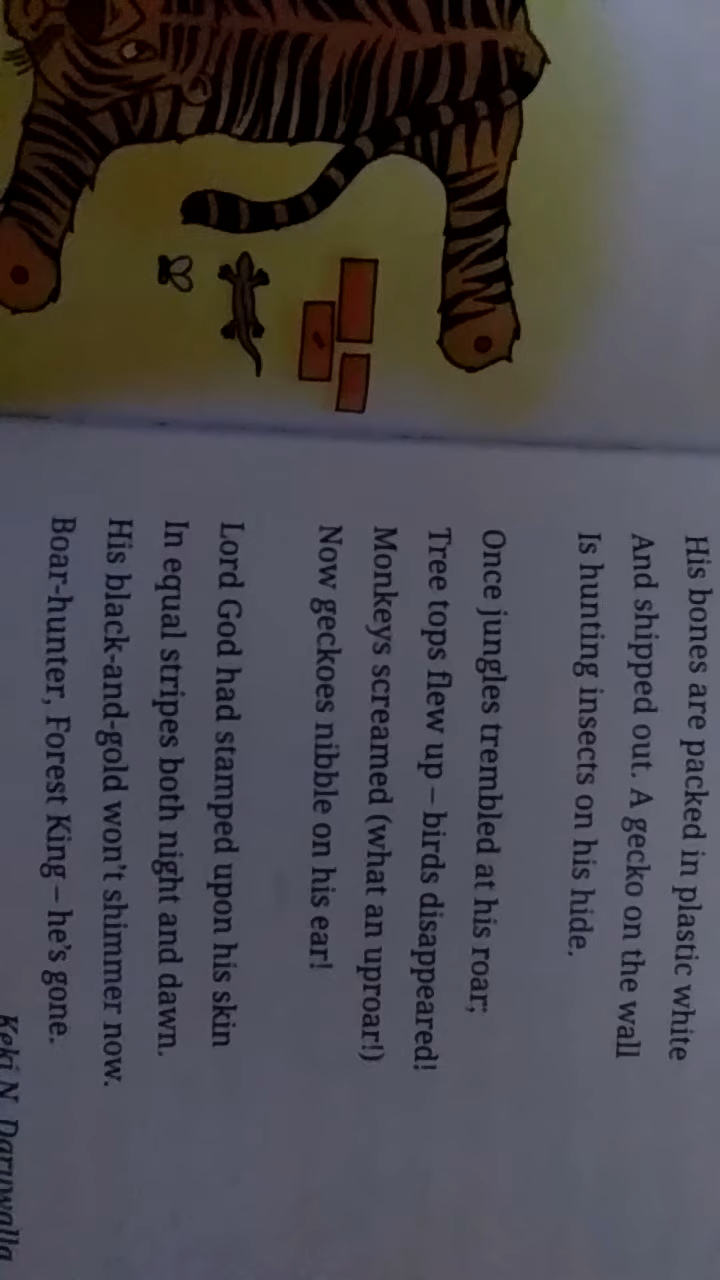 His bones are packed in plastic white
And shipped out. A gecko on the wall
Is hunting insects on his hide.
Once jungles trembled at his roar;
Tree tops flew up – birds disappeared!
Monkeys screamed (what an uproar!)
Now geckoes nibble on his ear!
Lord God had stamped upon his skin
In equal stripes both night and dawn.
His black-and-gold won't shimmer now.
Boar-hunter, Forest King – he's gone.
Keki N. Daruwalla